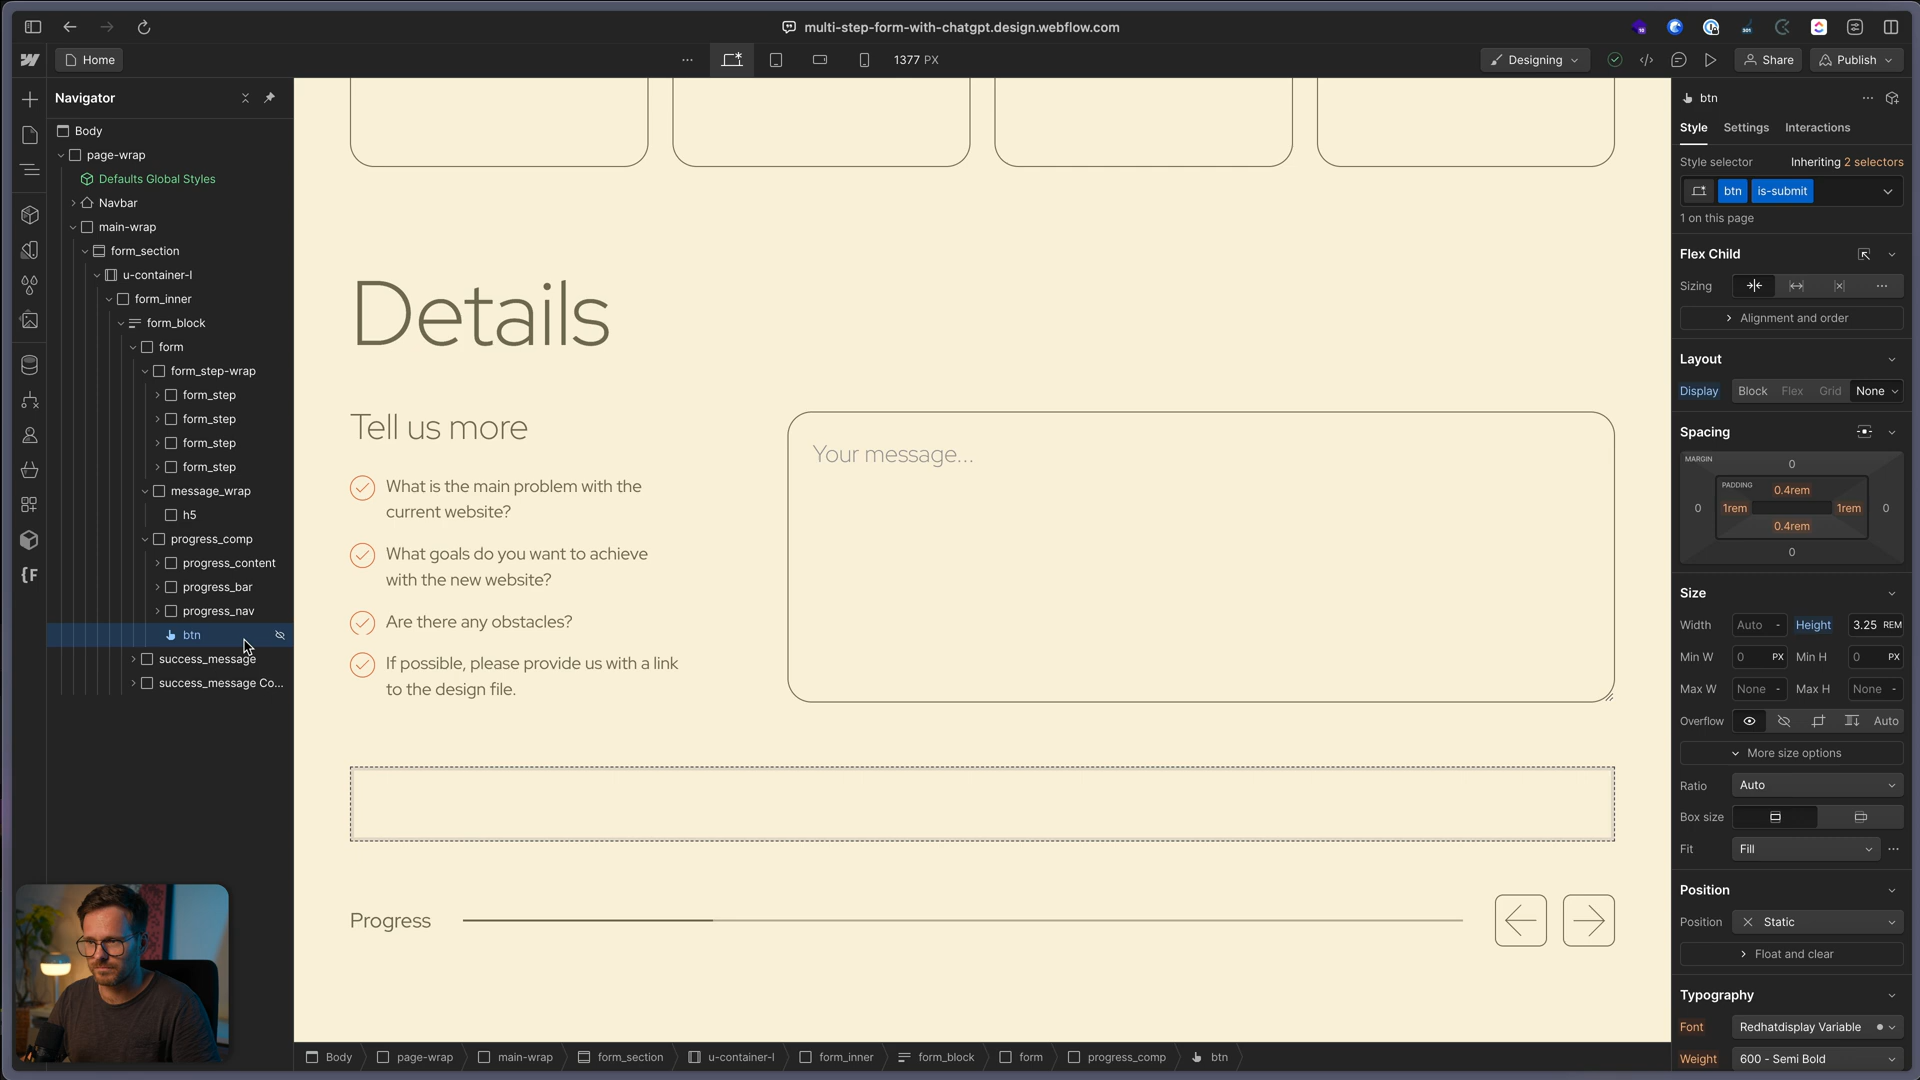 multi-step-form-with-chatgpt.design.webflow.com
Home
1377 PX
Designing
Share
Publish
Navigator
Body
page-wrap
Defaults Global Styles
Navbar
main-wrap
form_section
u-container-l
form_inner
form_block
form
form_step-wrap
form_step
form_step
form_step
form_step
message_wrap
h5
progress_comp
progress_content
progress_bar
progress_nav
btn
success_message
success_message Co...
Details
Tell us more
What is the main problem with the
current website?
What goals do you want to achieve
with the new website?
Are there any obstacles?
If possible, please provide us with a link
to the design file.
Your message...
Progress
Body
page-wrap
main-wrap
form_section
u-container-l
form_inner
form_block
form
progress_comp
btn
btn
Style
Settings
Interactions
Style selector
Inheriting 2 selectors
btn
is-submit
1 on this page
Flex Child
Sizing
Alignment and order
Layout
Display
Block
Flex
Grid
None
Spacing
MARGIN
0
PADDING
0.4rem
0
1rem
1rem
0
0.4rem
0
Size
Width
Auto
-
Height
3.25 REM
Min W
0
PX
Min H
0
PX
Max W
None
-
Max H
None
-
Overflow
Auto
More size options
Ratio
Auto
Box size
Fit
Fill
Position
Position
Static
Float and clear
Typography
Font
Redhatdisplay Variable
Weight
600 - Semi Bold